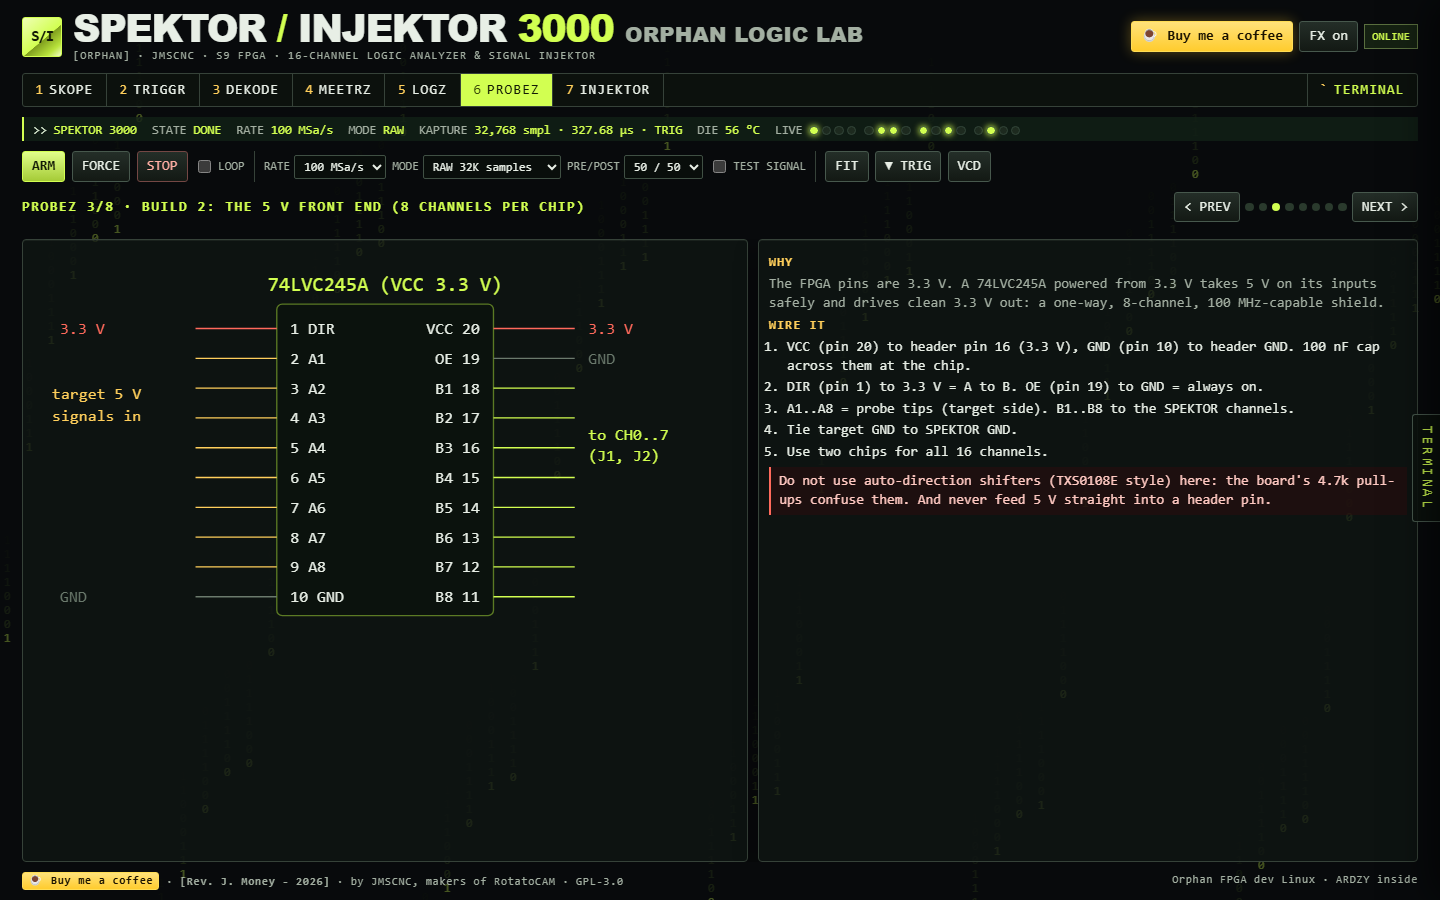 S/I
SPEKTOR / INJEKTOR 3000 ORPHAN LOGIC LAB
[ORPHAN] · JMSCNC · S9 FPGA · 16-CHANNEL LOGIC ANALYZER & SIGNAL INJEKTOR
Buy me a coffee
FX on
ONLINE
1 SKOPE
2 TRIGGR
3 DEKODE
4 MEETRZ
5 LOGZ
6 PROBEZ
7 INJEKTOR
` TERMINAL
>> SPEKTOR 3000 STATE DONE RATE 100 MSa/s MODE RAW KAPTURE 32,768 smpl · 327.68 µs · TRIG DIE 56 °C LIVE
ARM FORCE STOP LOOP RATE 100 MSa/s MODE RAW 32K samples PRE/POST 50 / 50 TEST SIGNAL FIT ▼ TRIG VCD
PROBEZ 3/8 · BUILD 2: THE 5 V FRONT END (8 CHANNELS PER CHIP)
< PREV
NEXT >
74LVC245A (VCC 3.3 V)
3.3 V 1 DIR VCC 20 3.3 V
2 A1 OE 19 GND
3 A2 B1 18
target 5 V
signals in
4 A3 B2 17
to CH0..7
(J1, J2)
5 A4 B3 16
6 A5 B4 15
7 A6 B5 14
8 A7 B6 13
9 A8 B7 12
GND 10 GND B8 11
WHY
The FPGA pins are 3.3 V. A 74LVC245A powered from 3.3 V takes 5 V on its inputs
safely and drives clean 3.3 V out: a one-way, 8-channel, 100 MHz-capable shield.
WIRE IT
1. VCC (pin 20) to header pin 16 (3.3 V), GND (pin 10) to header GND. 100 nF cap
across them at the chip.
2. DIR (pin 1) to 3.3 V = A to B. OE (pin 19) to GND = always on.
3. A1..A8 = probe tips (target side). B1..B8 to the SPEKTOR channels.
4. Tie target GND to SPEKTOR GND.
5. Use two chips for all 16 channels.
Do not use auto-direction shifters (TXS0108E style) here: the board's 4.7k pull-
ups confuse them. And never feed 5 V straight into a header pin.
TERMINAL
Buy me a coffee · [Rev. J. Money - 2026] · by JMSCNC, makers of RotatoCAM · GPL-3.0
Orphan FPGA dev Linux · ARDZY inside